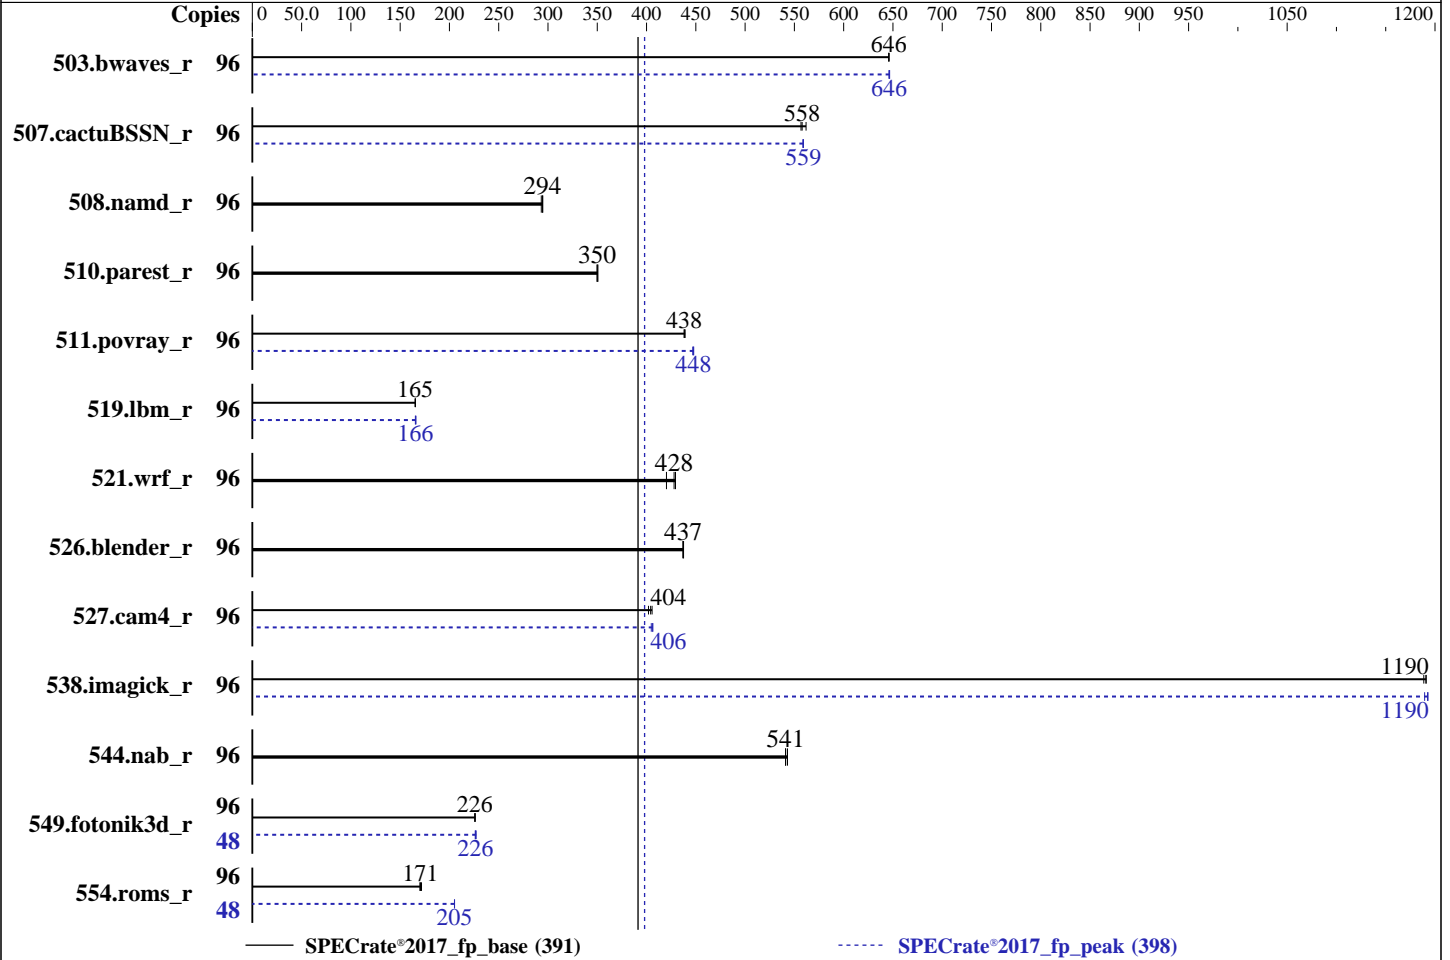 Copies 0 50.0 100 150 200 250 300 350 400 450 500 550 600 650 700 750 800 850 900 950 1050 1200
646
503.bwaves_r 96
646
558
507.cactuBSSN_r 96
559
294
508.namd_r 96
350
510.parest_r 96
438
511.povray_r 96
448
165
519.lbm_r 96
166
428
521.wrf_r 96
437
526.blender_r 96
404
527.cam4_r 96
406
1190
538.imagick_r 96
1190
541
544.nab_r 96
96 226
549.fotonik3d_r
48 226
96 171
554.roms_r
48 205
SPECrate®2017_fp_base (391) SPECrate®2017_fp_peak (398)